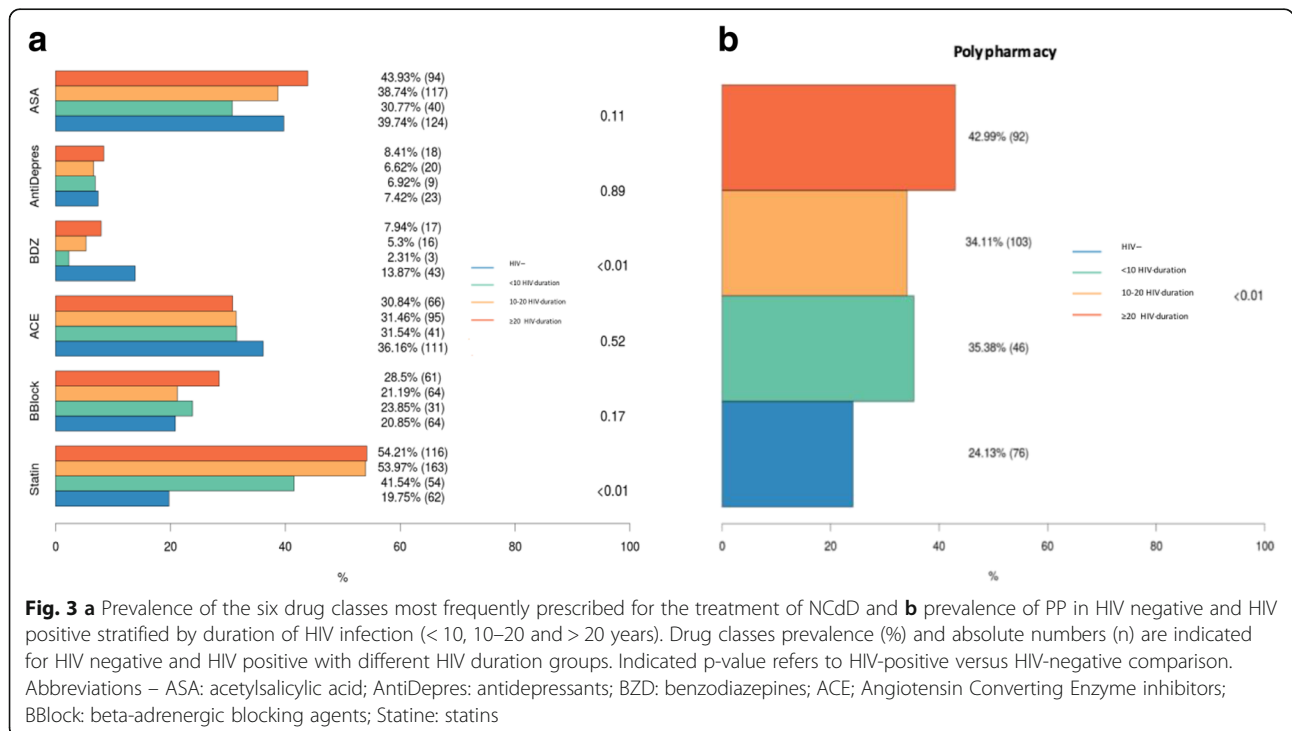 a
ASA
43.93% (94)
38.74% (117)
30.77% (40)
39.74% (124)
0.11
AntiDepres
8.41% (18)
6.62% (20)
6.92% (9)
7.42% (23)
0.89
BDZ
7.94% (17)
5.3% (16)
2.31% (3)
13.87% (43)
<0.01
HIV–
<10 HIV duration
10-20 HIV duration
≥20 HIV duration
ACE
30.84% (66)
31.46% (95)
31.54% (41)
36.16% (111)
0.52
BBlock
28.5% (61)
21.19% (64)
23.85% (31)
20.85% (64)
0.17
Statin
54.21% (116)
53.97% (163)
41.54% (54)
19.75% (62)
<0.01
0 20 40 60 80 100
%
b
Polypharmacy
42.99% (92)
34.11% (103)
35.38% (46)
24.13% (76)
HIV–
<10 HIV duration
10-20 HIV duration
≥20 HIV duration
<0.01
0 20 40 60 80 100
%
Fig. 3 a Prevalence of the six drug classes most frequently prescribed for the treatment of NCdD and b prevalence of PP in HIV negative and HIV
positive stratified by duration of HIV infection (< 10, 10–20 and > 20 years). Drug classes prevalence (%) and absolute numbers (n) are indicated
for HIV negative and HIV positive with different HIV duration groups. Indicated p-value refers to HIV-positive versus HIV-negative comparison.
Abbreviations – ASA: acetylsalicylic acid; AntiDepres: antidepressants; BZD: benzodiazepines; ACE; Angiotensin Converting Enzyme inhibitors;
BBlock: beta-adrenergic blocking agents; Statine: statins